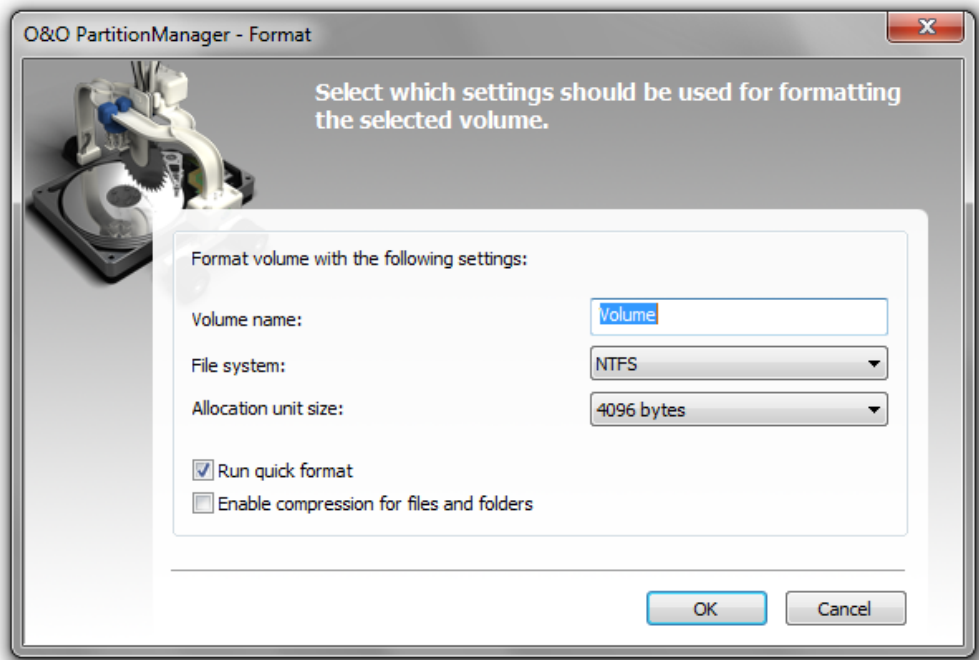 O&O PartitionManager - Format
Select which settings should be used for formatting
the selected volume.
Format volume with the following settings:
Volume name: Volume
File system: NTFS
Allocation unit size: 4096 bytes
Run quick format
Enable compression for files and folders
OK Cancel